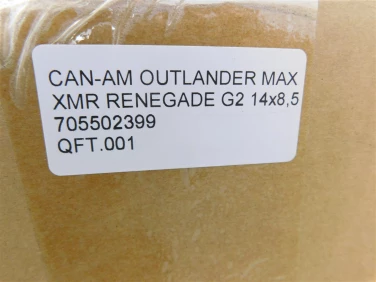 CAN-AM OUTLANDER MAX
XMR RENEGADE G2 14x8,5
705502399
QFT.001